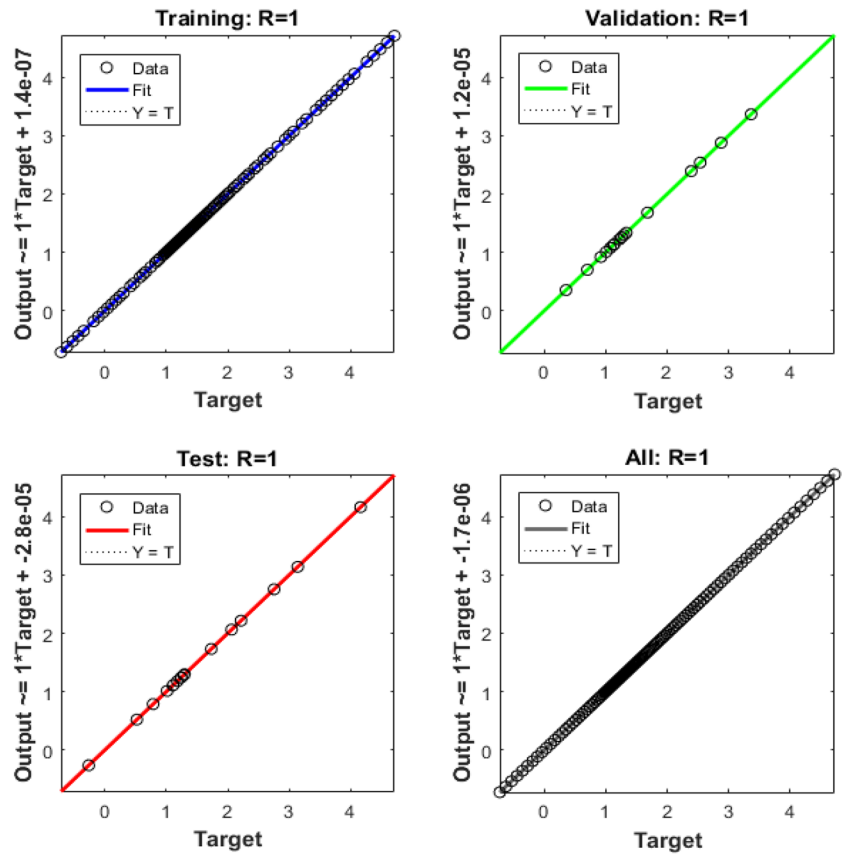 Training: R=1
Output ~= 1*Target + 1.4e-07
Data
Fit
Y = T
4
3
2
1
0
0 1 2 3 4
Target
Validation: R=1
Output ~= 1*Target + 1.2e-05
Data
Fit
Y = T
4
3
2
1
0
0 1 2 3 4
Target
Test: R=1
Output ~= 1*Target + -2.8e-05
Data
Fit
Y = T
4
3
2
1
0
0 1 2 3 4
Target
All: R=1
Output ~= 1*Target + -1.7e-06
Data
Fit
Y = T
4
3
2
1
0
0 1 2 3 4
Target